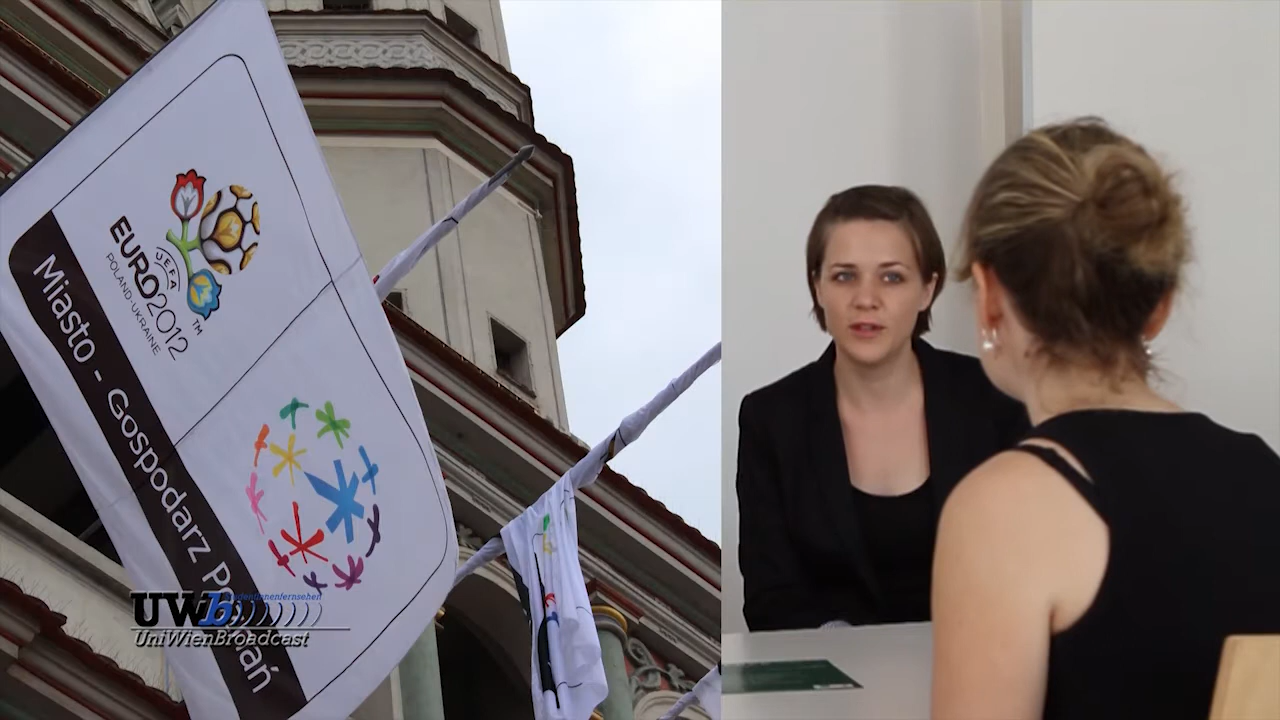 UEFA
EURO2012
TM
POLAND-UKRAINE
Miasto - Gospodarz Poznań
UWb
UniWienBroadcast